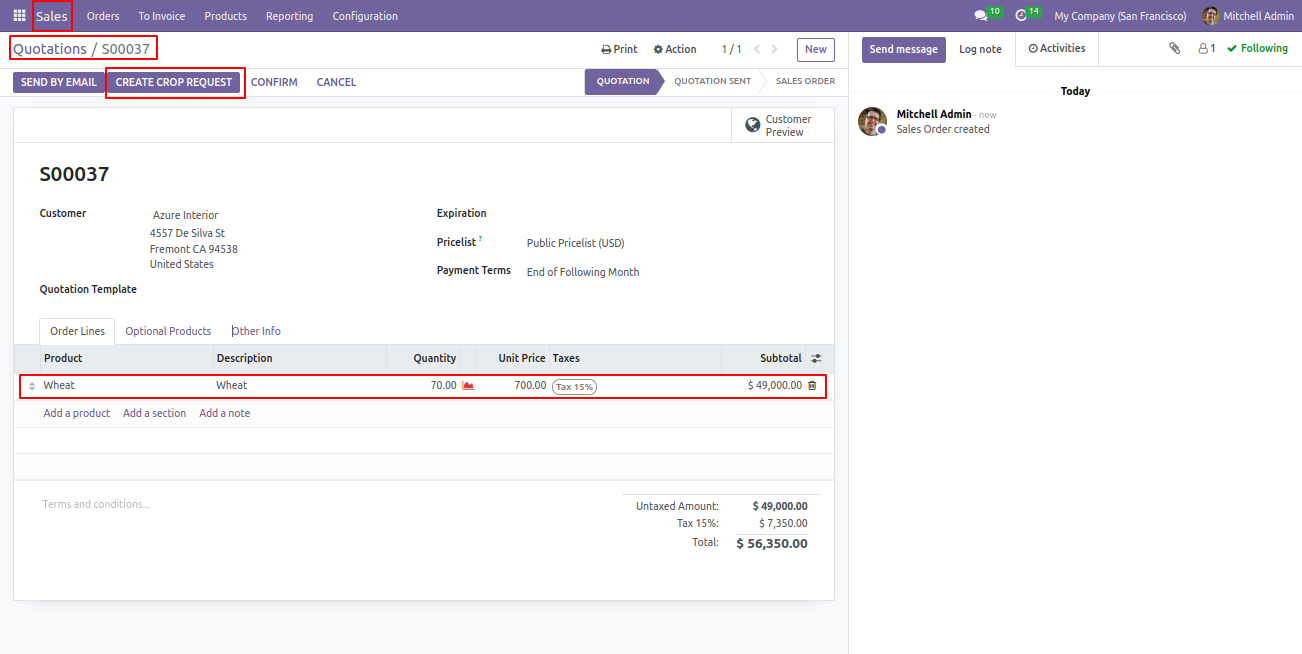 Sales Orders To Invoice Products Reporting Configuration 10 14 My Company (San Francisco) Mitchell Admin
Quotations / S00037 Print Action 1 / 1 New
SEND BY EMAIL CREATE CROP REQUEST CONFIRM CANCEL QUOTATION QUOTATION SENT SALES ORDER
Customer
Preview
S00037
Customer Azure Interior
4557 De Silva St
Fremont CA 94538
United States
Quotation Template
Expiration
Pricelist ? Public Pricelist (USD)
Payment Terms End of Following Month
Order Lines Optional Products Other Info
Product Description Quantity Unit Price Taxes Subtotal
Wheat Wheat 70.00 700.00 Tax 15% $ 49,000.00
Add a product Add a section Add a note
Terms and conditions...
Untaxed Amount: $ 49,000.00
Tax 15%: $ 7,350.00
Total: $ 56,350.00
Send message Log note Activities 1 Following
Today
Mitchell Admin - now
Sales Order created